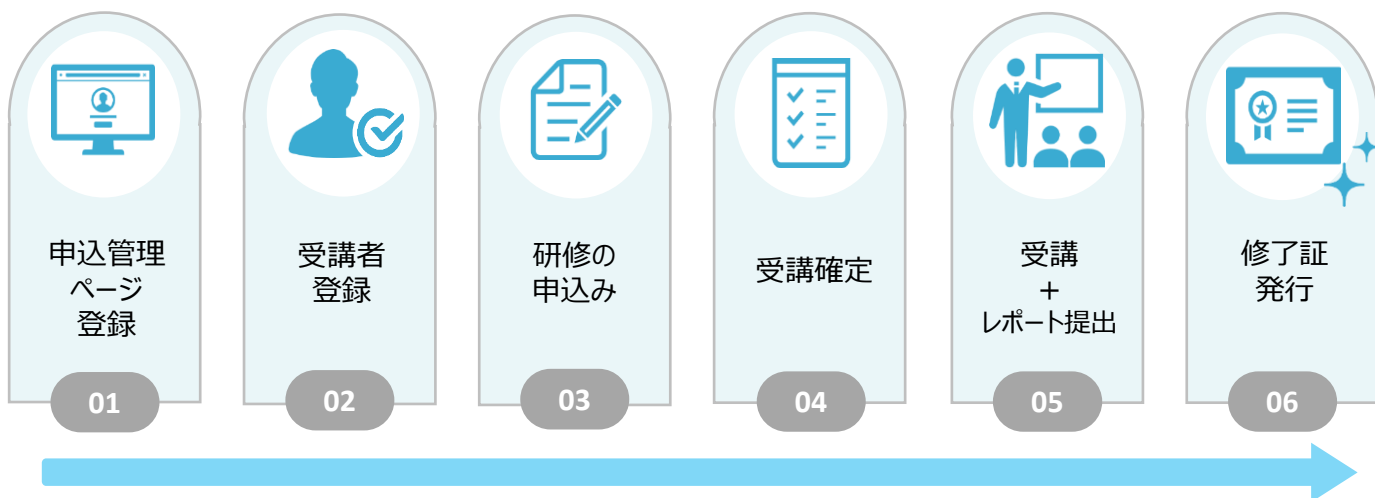 申込管理
ページ
登録
01
受講者
登録
02
研修の
申込み
03
受講確定
04
受講
+
レポート提出
05
修了証
発行
06